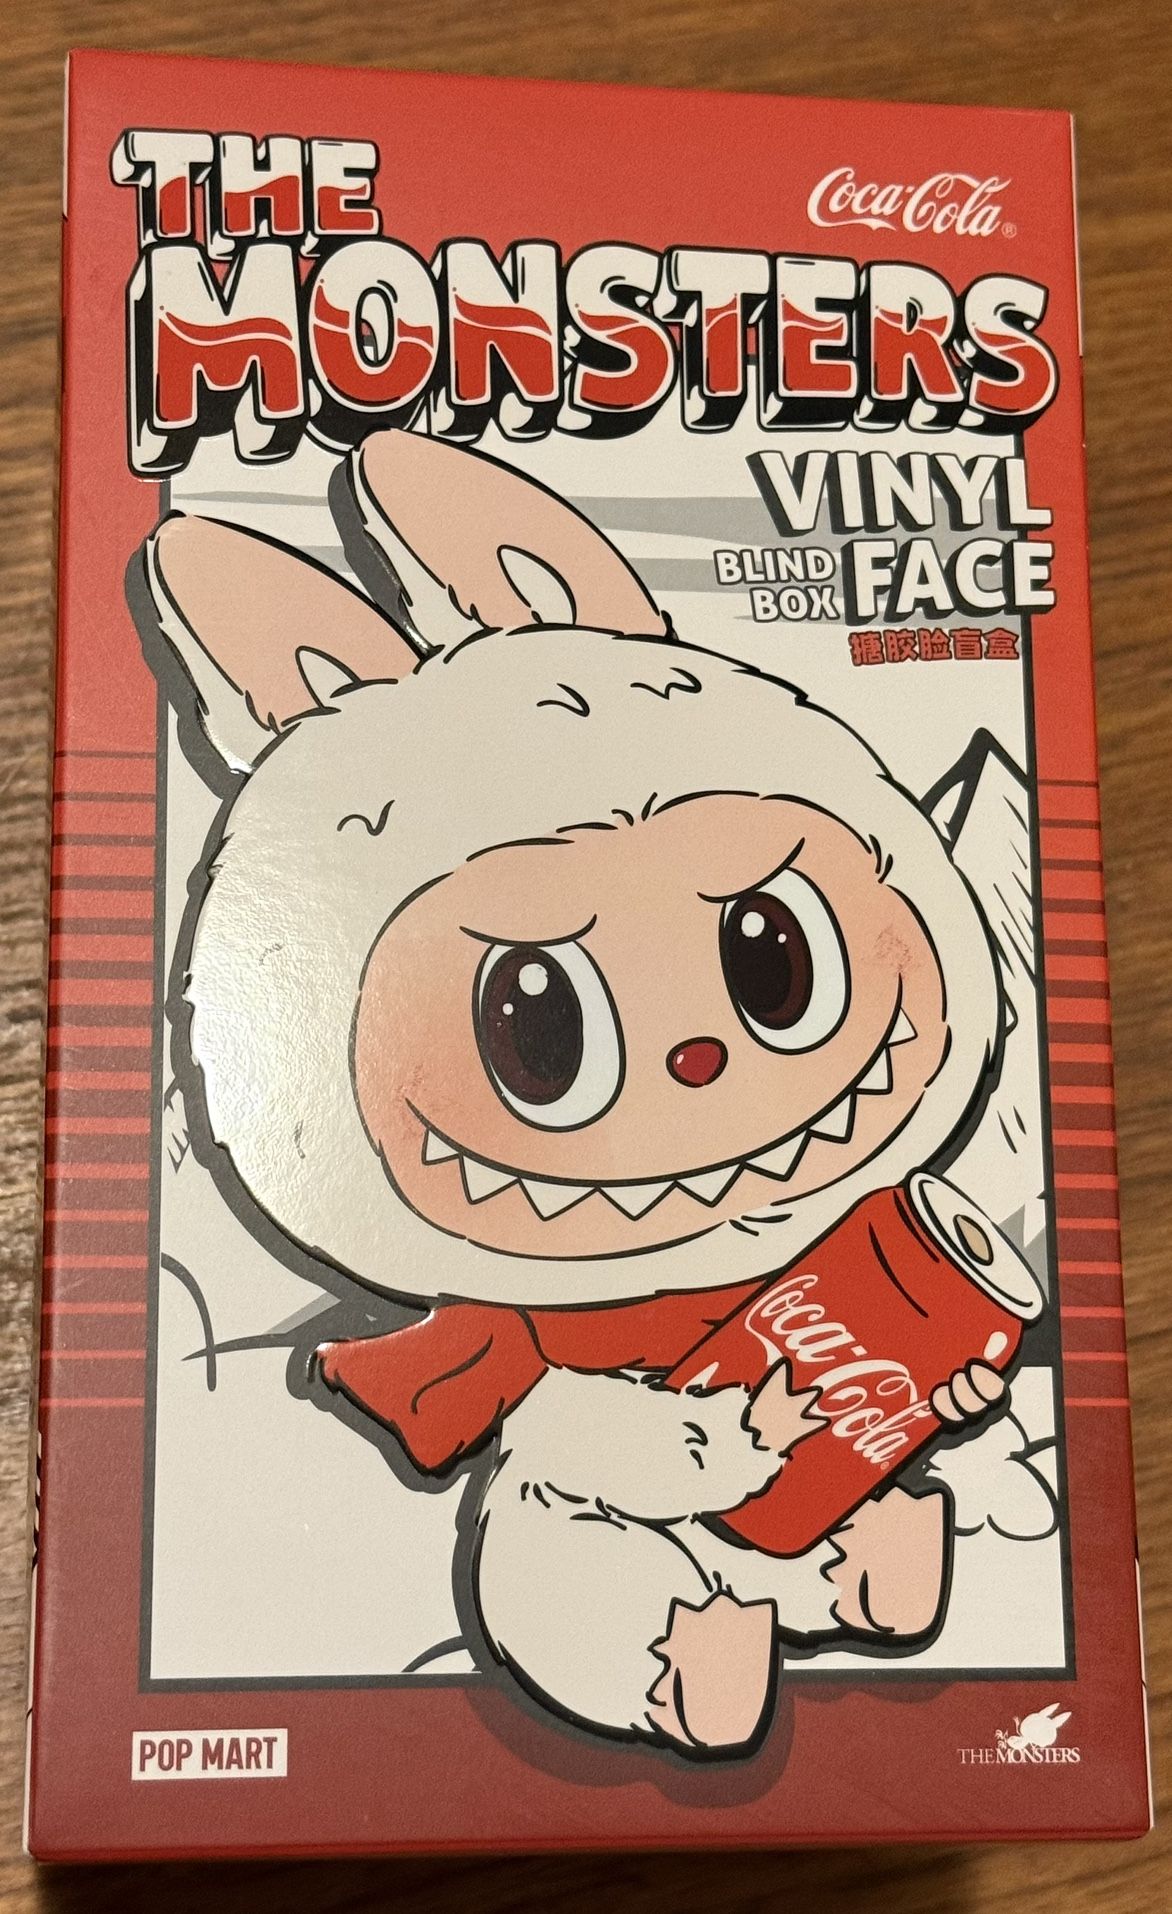 THE
Coca-Cola®
MONSTERS
VINYL
BLIND
BOX
FACE
搪胶脸盲盒
Coca-Cola
POP MART
THE MONSTERS